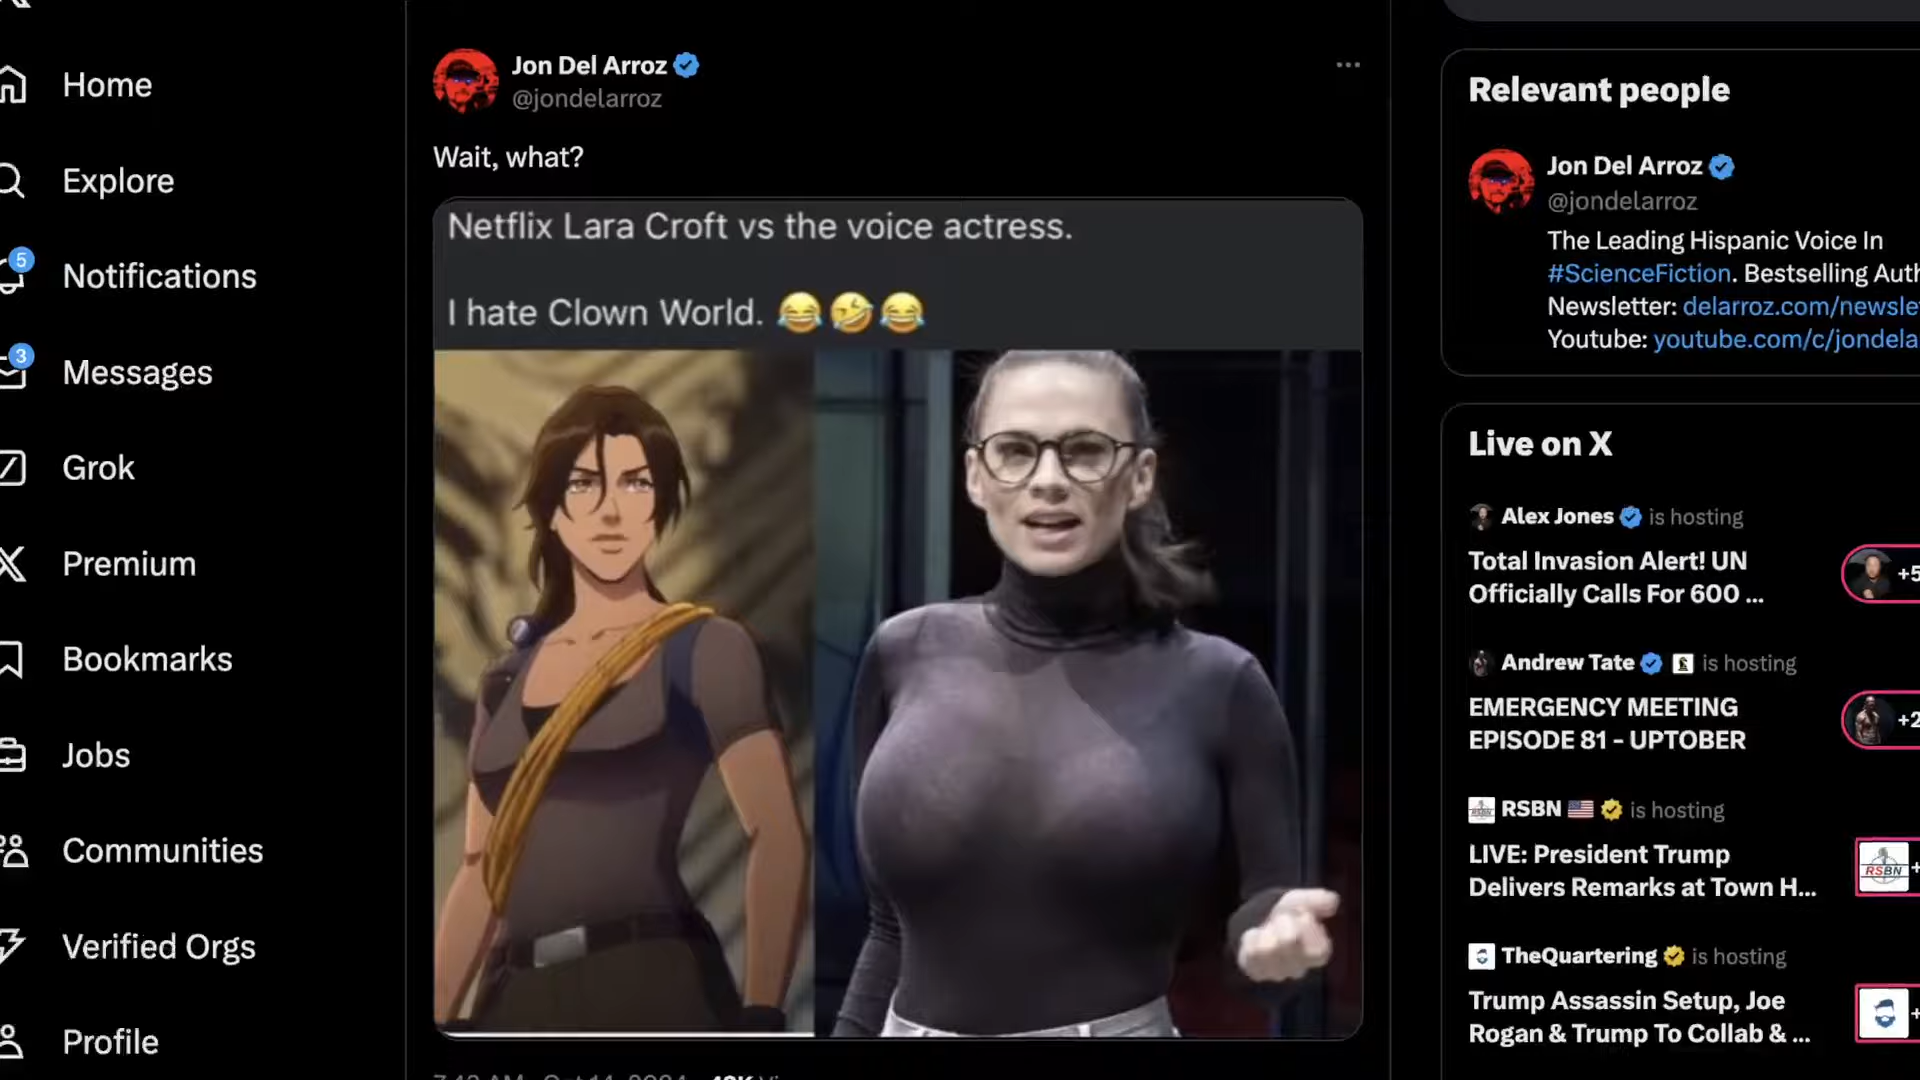 Home
Explore
5
Notifications
3
Messages
Grok
Premium
Bookmarks
Jobs
Communities
Verified Orgs
Profile
Jon Del Arroz
@jondelarroz
Wait, what?
Netflix Lara Croft vs the voice actress.
I hate Clown World. 😂🤣😂
Relevant people
Jon Del Arroz
@jondelarroz
The Leading Hispanic Voice In
#ScienceFiction. Bestselling
Newsletter: delarroz.com/newsle
Youtube: youtube.com/c/jondela
Live on X
Alex Jones is hosting
Total Invasion Alert! UN
Officially Calls For 600 ...
+5
Andrew Tate is hosting
EMERGENCY MEETING
EPISODE 81 - UPTOBER
+2
RSBN 🇺🇸 is hosting
LIVE: President Trump
Delivers Remarks at Town H...
RSBN
TheQuartering is hosting
Trump Assassin Setup, Joe
Rogan & Trump To Collab & ...